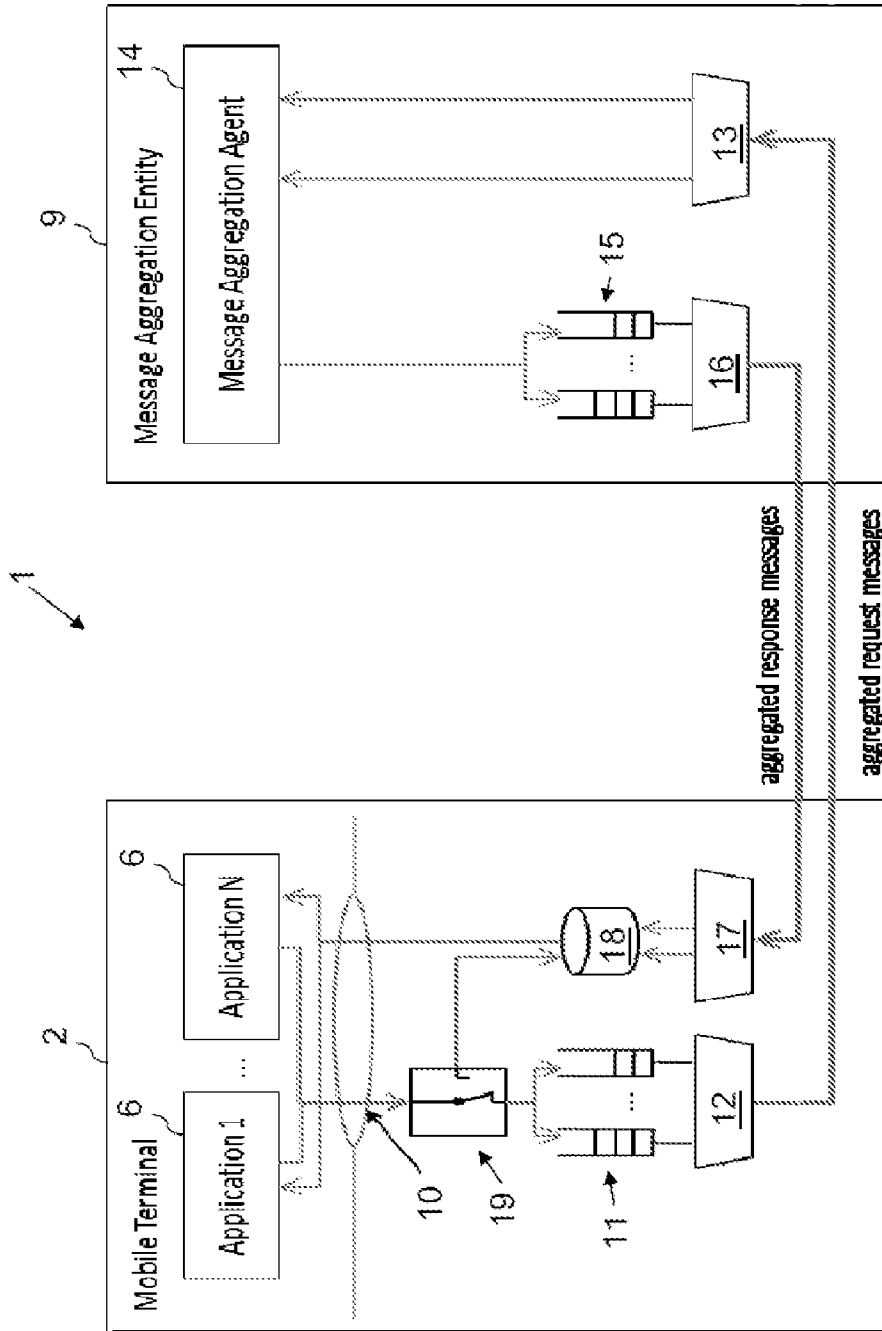 1
2
Mobile Terminal
6
Application 1
...
6
Application N
10
19
11
...
12
18
17
aggregated response messages
aggregated request messages
9
Message Aggregation Entity
14
Message Aggregation Agent
15
...
16
13